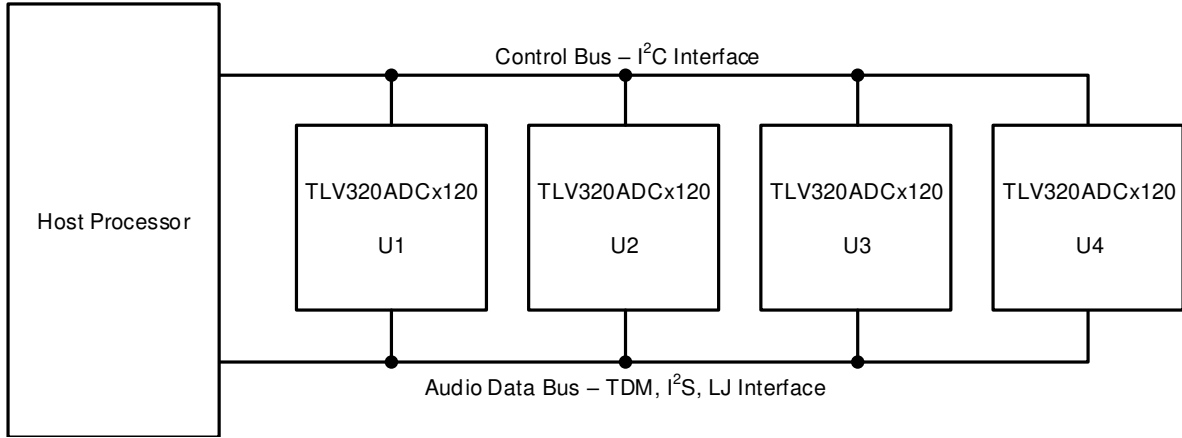 Control Bus – I²C Interface
TLV320ADCx120
TLV320ADCx120
TLV320ADCx120
TLV320ADCx120
Host Processor
U1
U2
U3
U4
Audio Data Bus – TDM, I²S, LJ Interface